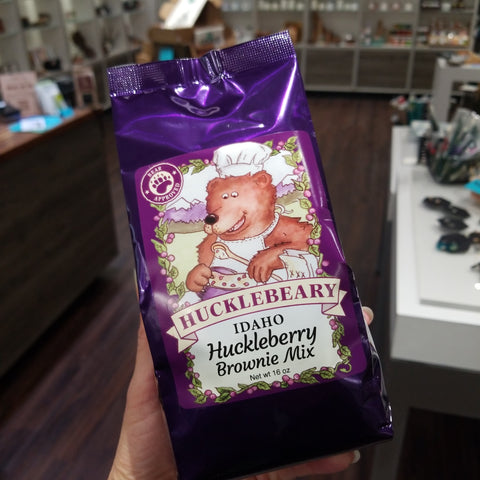 BEAR
APPROVED
HUCKLEBEARY
IDAHO
Huckleberry
Brownie Mix
Net wt 16 oz